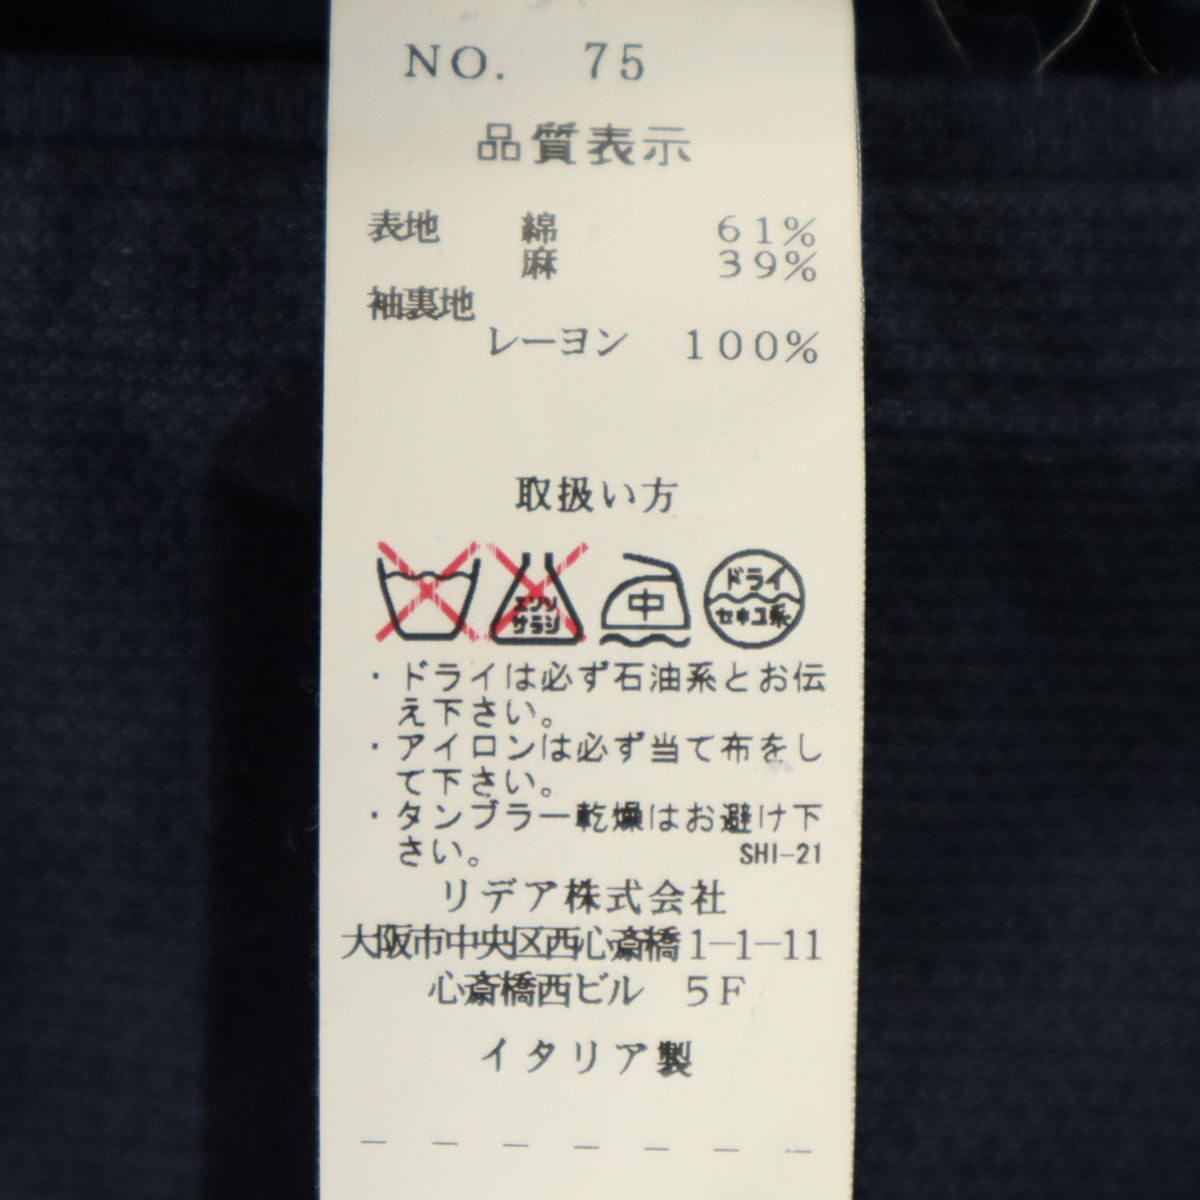 NO. 75
品質表示
表地 綿 61%
麻 39%
袖裏地
レーヨン 100%
取扱い方
エンソ
サラシ
中
ドライ
セキユ系
・ドライは必ず石油系とお伝
え下さい。
・アイロンは必ず当て布をし
て下さい。
・タンブラー乾燥はお避け下
さい。 SHI-21
リデア株式会社
大阪市中央区西心斎橋1-1-11
心斎橋西ビル 5F
イタリア製